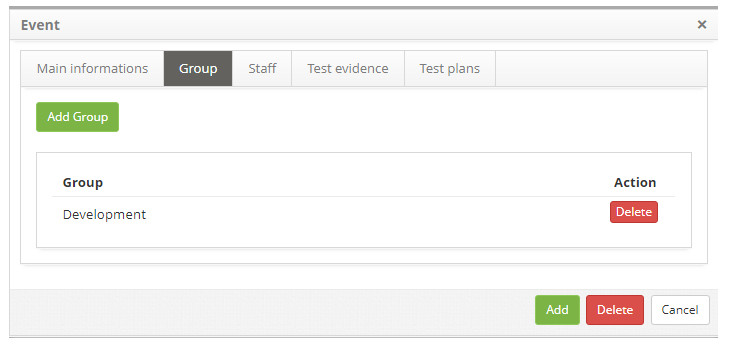 Event ×
Main informations Group Staff Test evidence Test plans
Add Group
Group Action
Development Delete
Add Delete Cancel